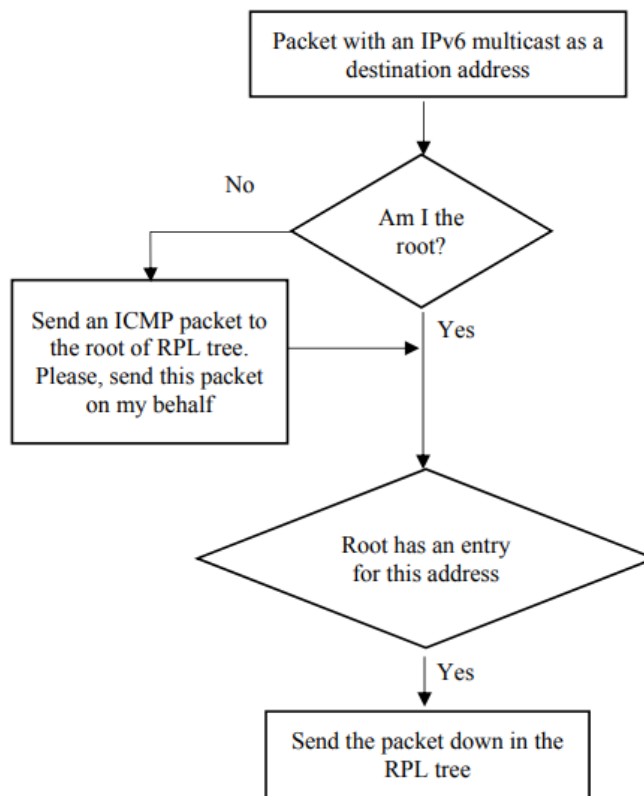 Packet with an IPv6 multicast as a
destination address
No
Am I the
root?
Send an ICMP packet to
the root of RPL tree.
Please, send this packet
on my behalf
Yes
Root has an entry
for this address
Yes
Send the packet down in the
RPL tree